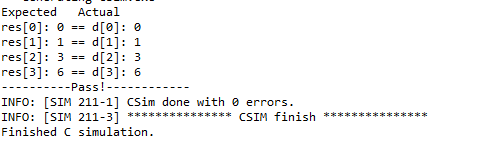 Expected   Actual
res[0]: 0 == d[0]: 0
res[1]: 1 == d[1]: 1
res[2]: 3 == d[2]: 3
res[3]: 6 == d[3]: 6
----------Pass!------------
INFO: [SIM 211-1] CSim done with 0 errors.
INFO: [SIM 211-3] *************** CSIM finish ***************
Finished C simulation.